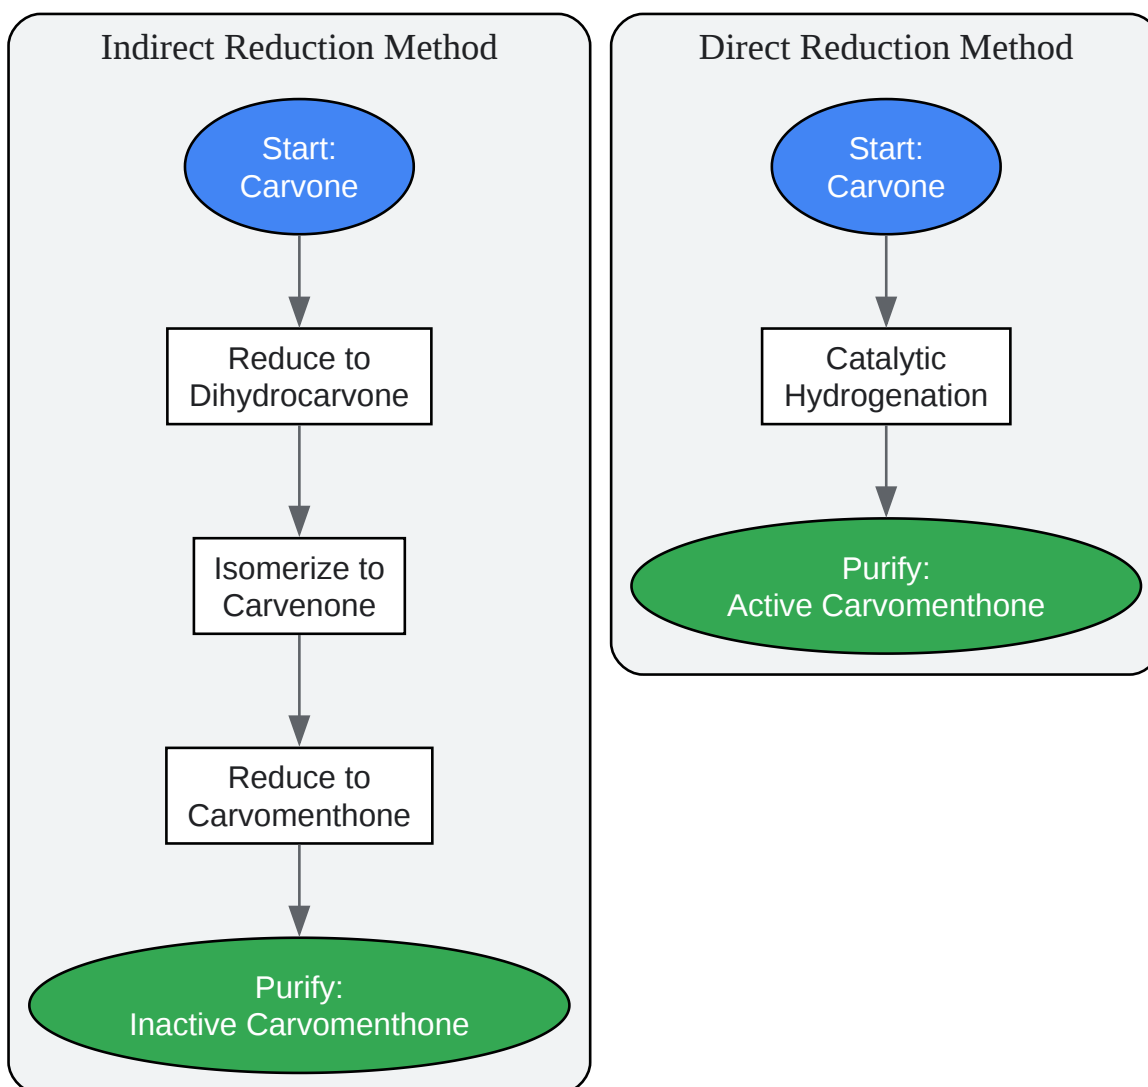 Indirect Reduction Method
Start:
Carvone
Reduce to
Dihydrocarvone
Isomerize to
Carvenone
Reduce to
Carvomenthone
Purify:
Inactive Carvomenthone
Direct Reduction Method
Start:
Carvone
Catalytic
Hydrogenation
Purify:
Active Carvomenthone